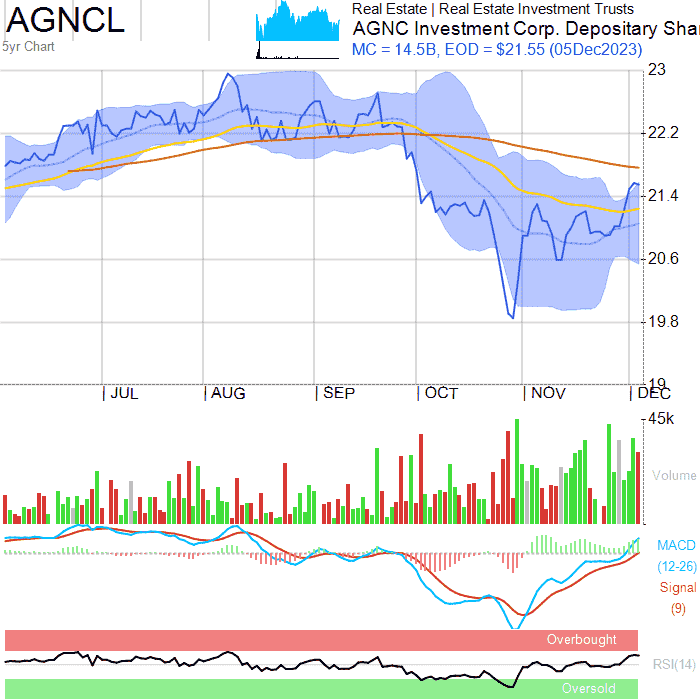 AGNCL
5yr Chart
Real Estate | Real Estate Investment Trusts
AGNC Investment Corp. Depositary Shar
MC = 14.5B, EOD = $21.55 (05Dec2023)
23
22.2
21.4
20.6
19.8
19
JUL
AUG
SEP
OCT
NOV
DEC
45k
Volume
MACD
(12-26)
Signal
(9)
Overbought
RSI(14)
Oversold